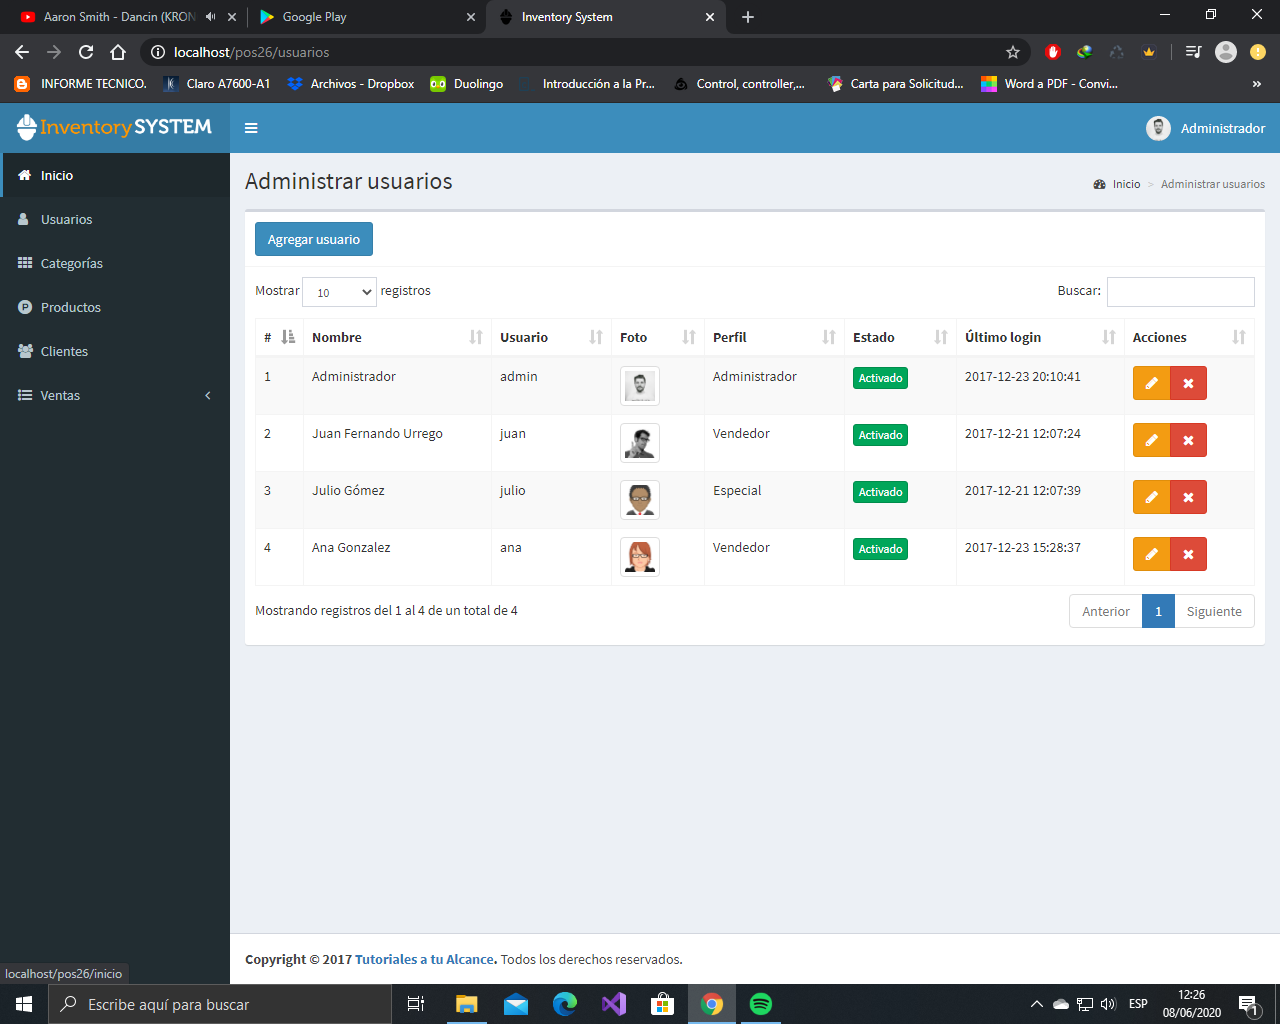 Aaron Smith - Dancin (KRON
Google Play
Inventory System
localhost/pos26/usuarios
INFORME TECNICO.
Claro A7600-A1
Archivos - Dropbox
Duolingo
Introducción a la Pr...
Control, controller,...
Carta para Solicitud...
Word a PDF - Convi...
»
InventorySYSTEM
Administrador
Inicio
Usuarios
Categorías
Productos
Clientes
Ventas
Administrar usuarios
Inicio > Administrar usuarios
Agregar usuario
Mostrar 10 registros
Buscar:
# Nombre Usuario Foto Perfil Estado Último login Acciones
1 Administrador admin Administrador Activado 2017-12-23 20:10:41
2 Juan Fernando Urrego juan Vendedor Activado 2017-12-21 12:07:24
3 Julio Gómez julio Especial Activado 2017-12-21 12:07:39
4 Ana Gonzalez ana Vendedor Activado 2017-12-23 15:28:37
Mostrando registros del 1 al 4 de un total de 4
Anterior 1 Siguiente
Copyright © 2017 Tutoriales a tu Alcance. Todos los derechos reservados.
localhost/pos26/inicio
Escribe aquí para buscar
ESP
12:26
08/06/2020
1